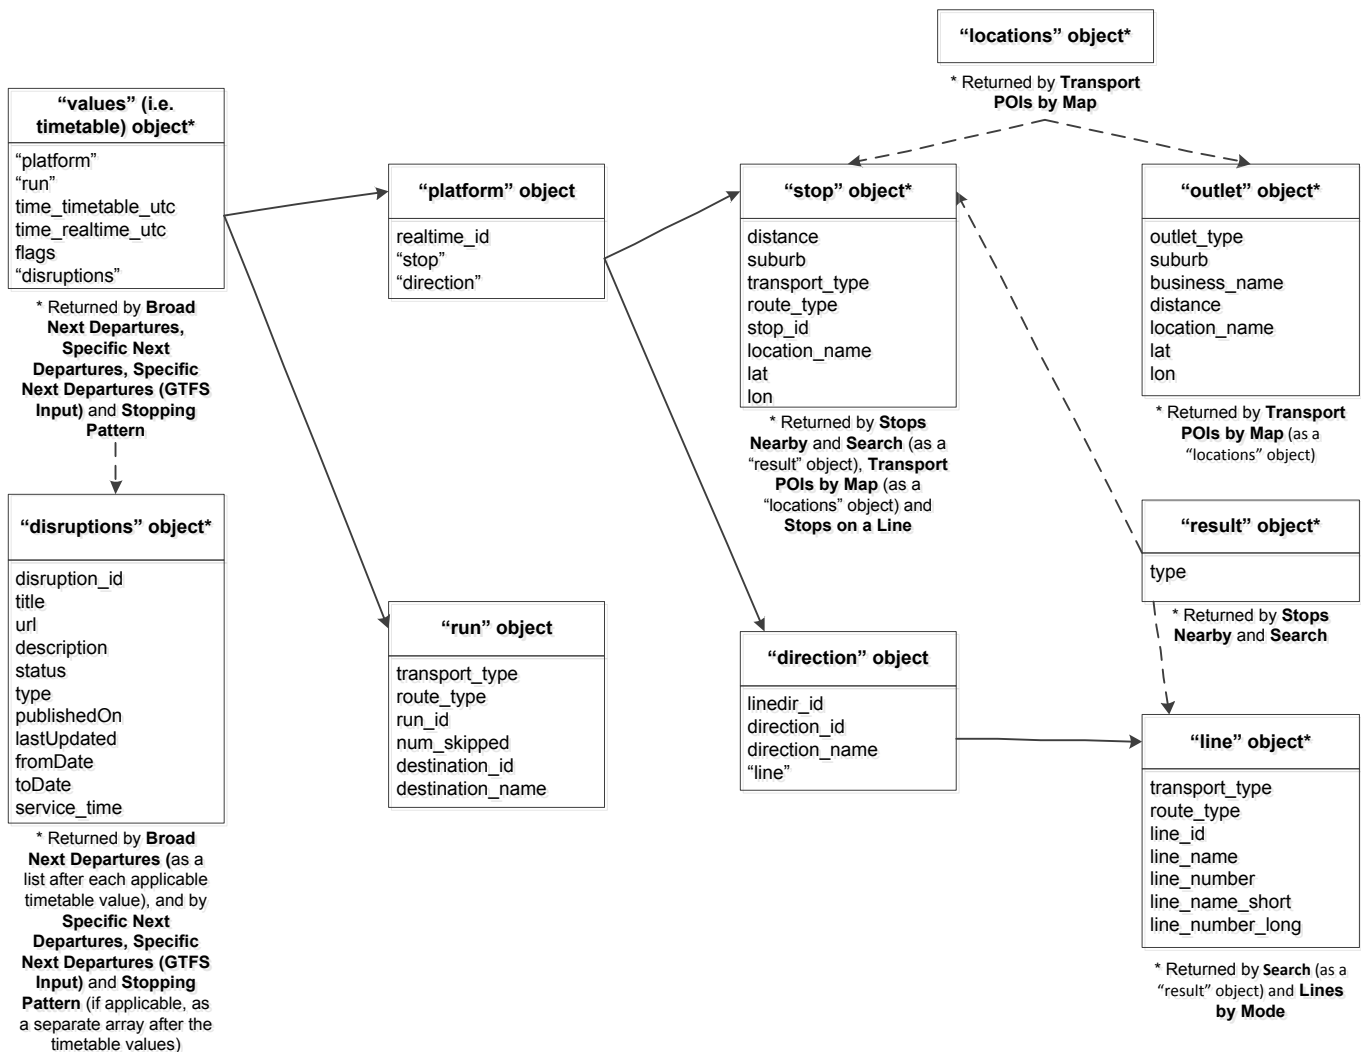 “locations” object*
* Returned by Transport
POIs by Map
“values” (i.e.
timetable) object*
“platform”
“run”
time_timetable_utc
time_realtime_utc
flags
“disruptions”
* Returned by Broad
Next Departures,
Specific Next
Departures, Specific
Next Departures (GTFS
Input) and Stopping
Pattern
“platform” object
realtime_id
“stop”
“direction”
“stop” object*
distance
suburb
transport_type
route_type
stop_id
location_name
lat
lon
* Returned by Stops
Nearby and Search (as a
“result” object), Transport
POIs by Map (as a
“locations” object) and
Stops on a Line
“outlet” object*
outlet_type
suburb
business_name
distance
location_name
lat
lon
* Returned by Transport
POIs by Map (as a
“locations” object)
“disruptions” object*
disruption_id
title
url
description
status
type
publishedOn
lastUpdated
fromDate
toDate
service_time
* Returned by Broad
Next Departures (as a
list after each applicable
timetable value), and by
Specific Next
Departures, Specific
Next Departures (GTFS
Input) and Stopping
Pattern (if applicable, as
a separate array after the
timetable values)
“run” object
transport_type
route_type
run_id
num_skipped
destination_id
destination_name
“direction” object
linedir_id
direction_id
direction_name
“line”
“result” object*
type
* Returned by Stops
Nearby and Search
“line” object*
transport_type
route_type
line_id
line_name
line_number
line_name_short
line_number_long
* Returned by Search (as a
“result” object) and Lines
by Mode